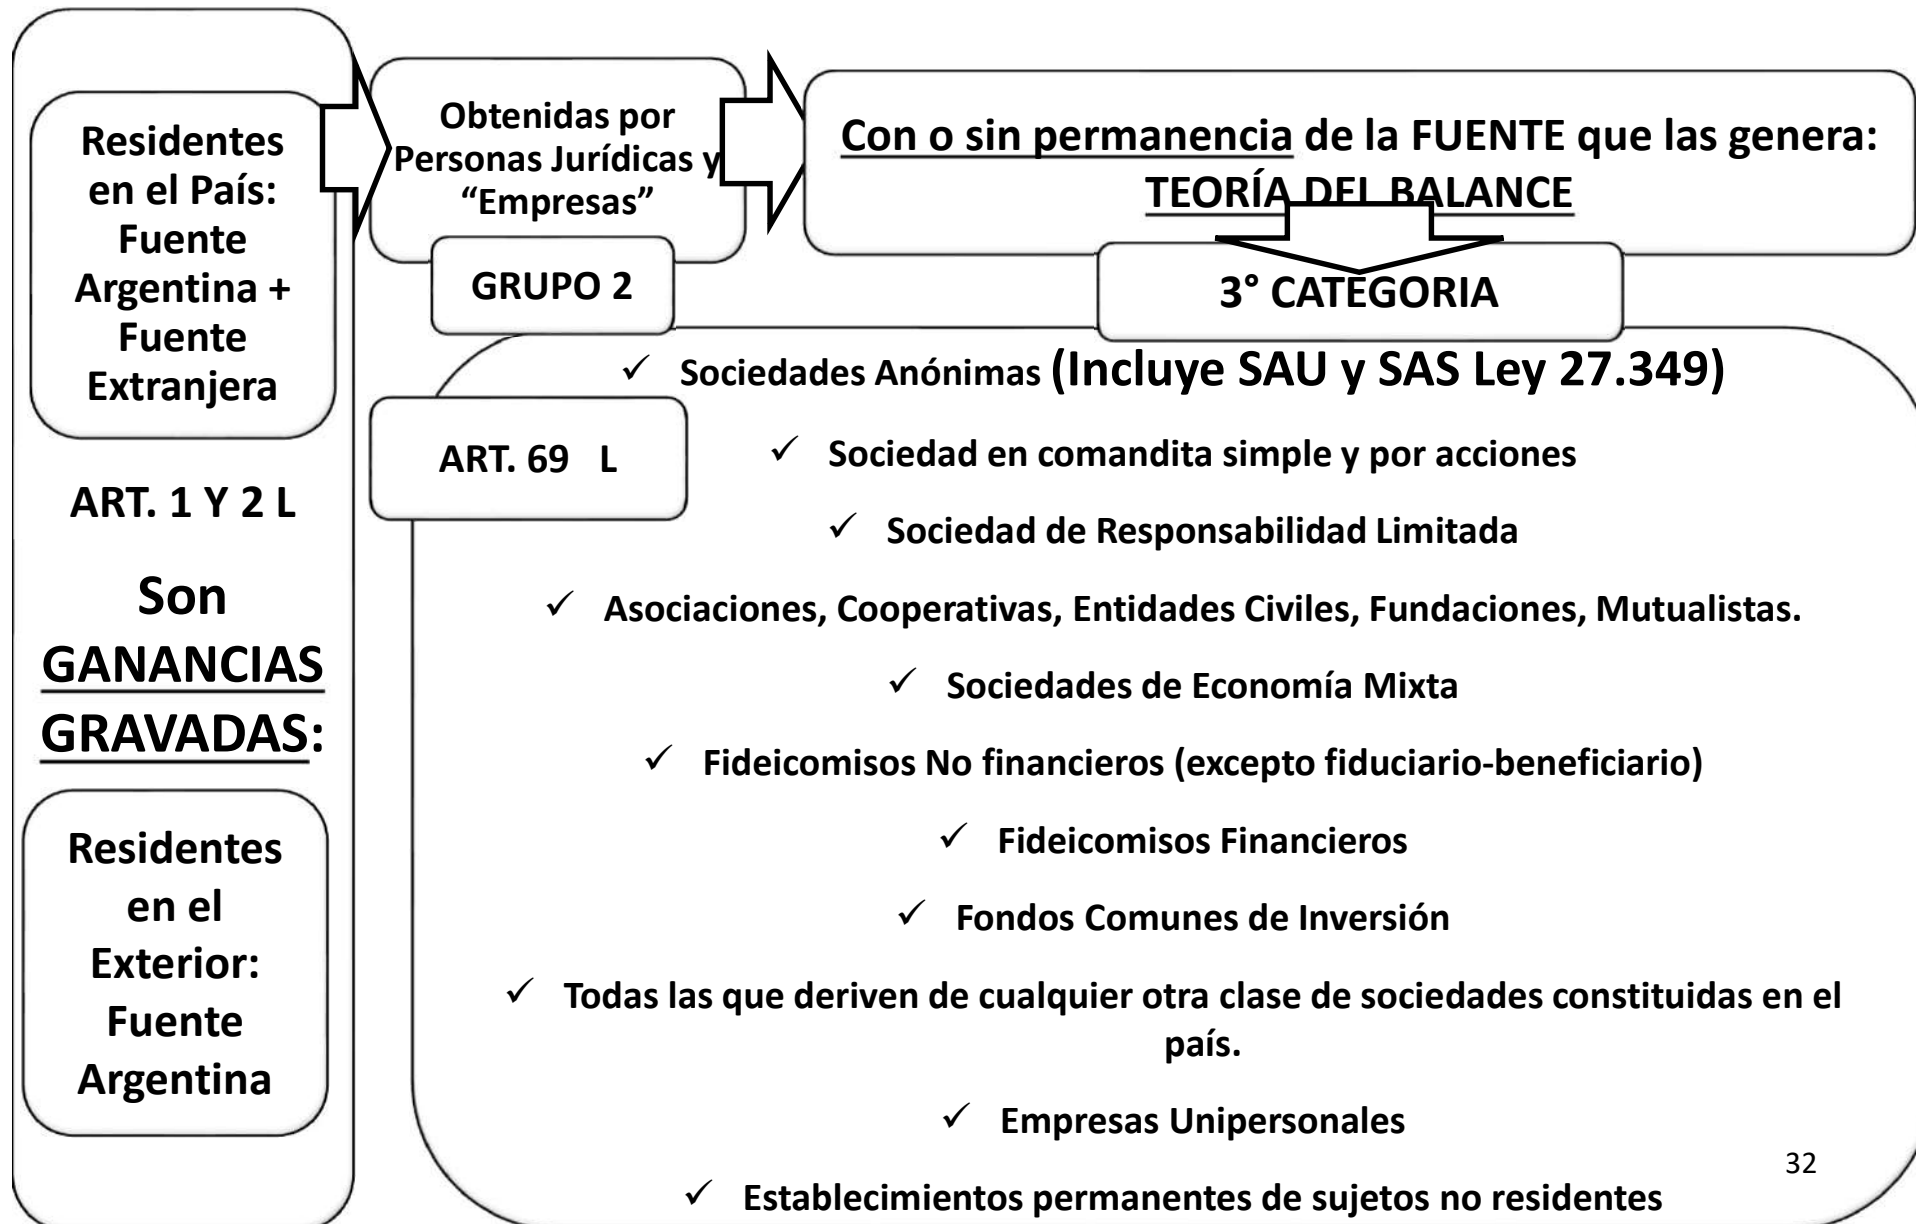 Residentes
en el País:
Fuente
Argentina +
Fuente
Extranjera
ART. 1 Y 2 L
Son
GANANCIAS
GRAVADAS:
Residentes
en el
Exterior:
Fuente
Argentina
Obtenidas por
Personas Jurídicas y
“Empresas”
GRUPO 2
Con o sin permanencia de la FUENTE que las genera:
TEORÍA DEL BALANCE
3° CATEGORIA
ART. 69 L
✓ Sociedades Anónimas (Incluye SAU y SAS Ley 27.349)
✓ Sociedad en comandita simple y por acciones
✓ Sociedad de Responsabilidad Limitada
✓ Asociaciones, Cooperativas, Entidades Civiles, Fundaciones, Mutualistas.
✓ Sociedades de Economía Mixta
✓ Fideicomisos No financieros (excepto fiduciario-beneficiario)
✓ Fideicomisos Financieros
✓ Fondos Comunes de Inversión
✓ Todas las que deriven de cualquier otra clase de sociedades constituidas en el
país.
✓ Empresas Unipersonales
✓ Establecimientos permanentes de sujetos no residentes
32